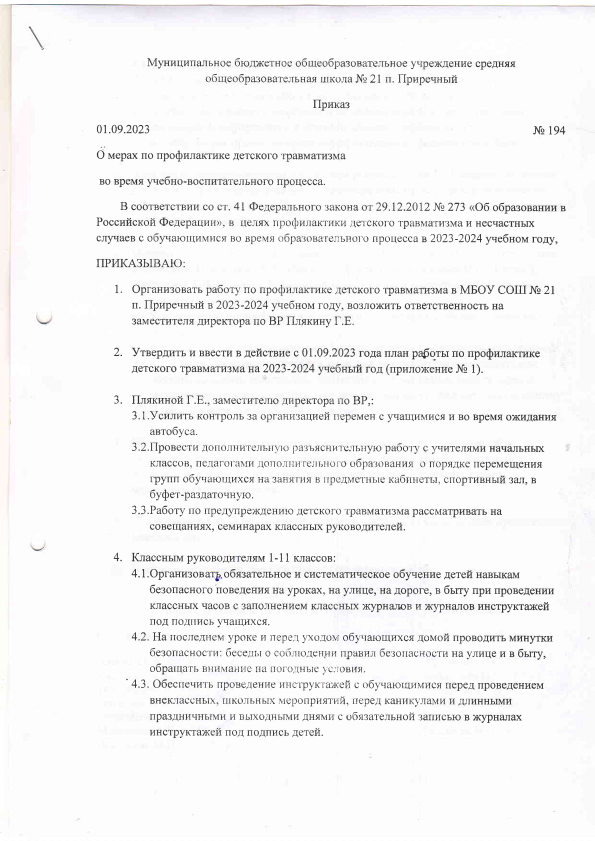 Муниципальное бюджетное общеобразовательное учреждение средняя
общеобразовательная школа № 21 п. Приречный
Приказ
01.09.2023 № 194
О мерах по профилактике детского травматизма
во время учебно-воспитательного процесса.
В соответствии со ст. 41 Федерального закона от 29.12.2012 № 273 «Об образовании в
Российской Федерации», в целях профилактики детского травматизма и несчастных
случаев с обучающимися во время образовательного процесса в 2023-2024 учебном году,
ПРИКАЗЫВАЮ:
1. Организовать работу по профилактике детского травматизма в МБОУ СОШ № 21
п. Приречный в 2023-2024 учебном году, возложить ответственность на
заместителя директора по ВР Плякину Г.Е.
2. Утвердить и ввести в действие с 01.09.2023 года план работы по профилактике
детского травматизма на 2023-2024 учебный год (приложение № 1).
3. Плякиной Г.Е., заместителю директора по ВР,:
3.1.Усилить контроль за организацией перемен с учащимися и во время ожидания
автобуса.
3.2.Провести дополнительную разъяснительную работу с учителями начальных
классов, педагогами дополнительного образования о порядке перемещения
групп обучающихся на занятия в предметные кабинеты, спортивный зал, в
буфет-раздаточную.
3.3.Работу по предупреждению детского травматизма рассматривать на
совещаниях, семинарах классных руководителей.
4. Классным руководителям 1-11 классов:
4.1.Организовать обязательное и систематическое обучение детей навыкам
безопасного поведения на уроках, на улице, на дороге, в быту при проведении
классных часов с заполнением классных журналов и журналов инструктажей
под подпись учащихся.
4.2. На последнем уроке и перед уходом обучающихся домой проводить минутки
безопасности: беседы о соблюдении правил безопасности на улице и в быту,
обращать внимание на погодные условия.
4.3. Обеспечить проведение инструктажей с обучающимися перед проведением
внеклассных, школьных мероприятий, перед каникулами и длинными
праздничными и выходными днями с обязательной записью в журналах
инструктажей под подпись детей.